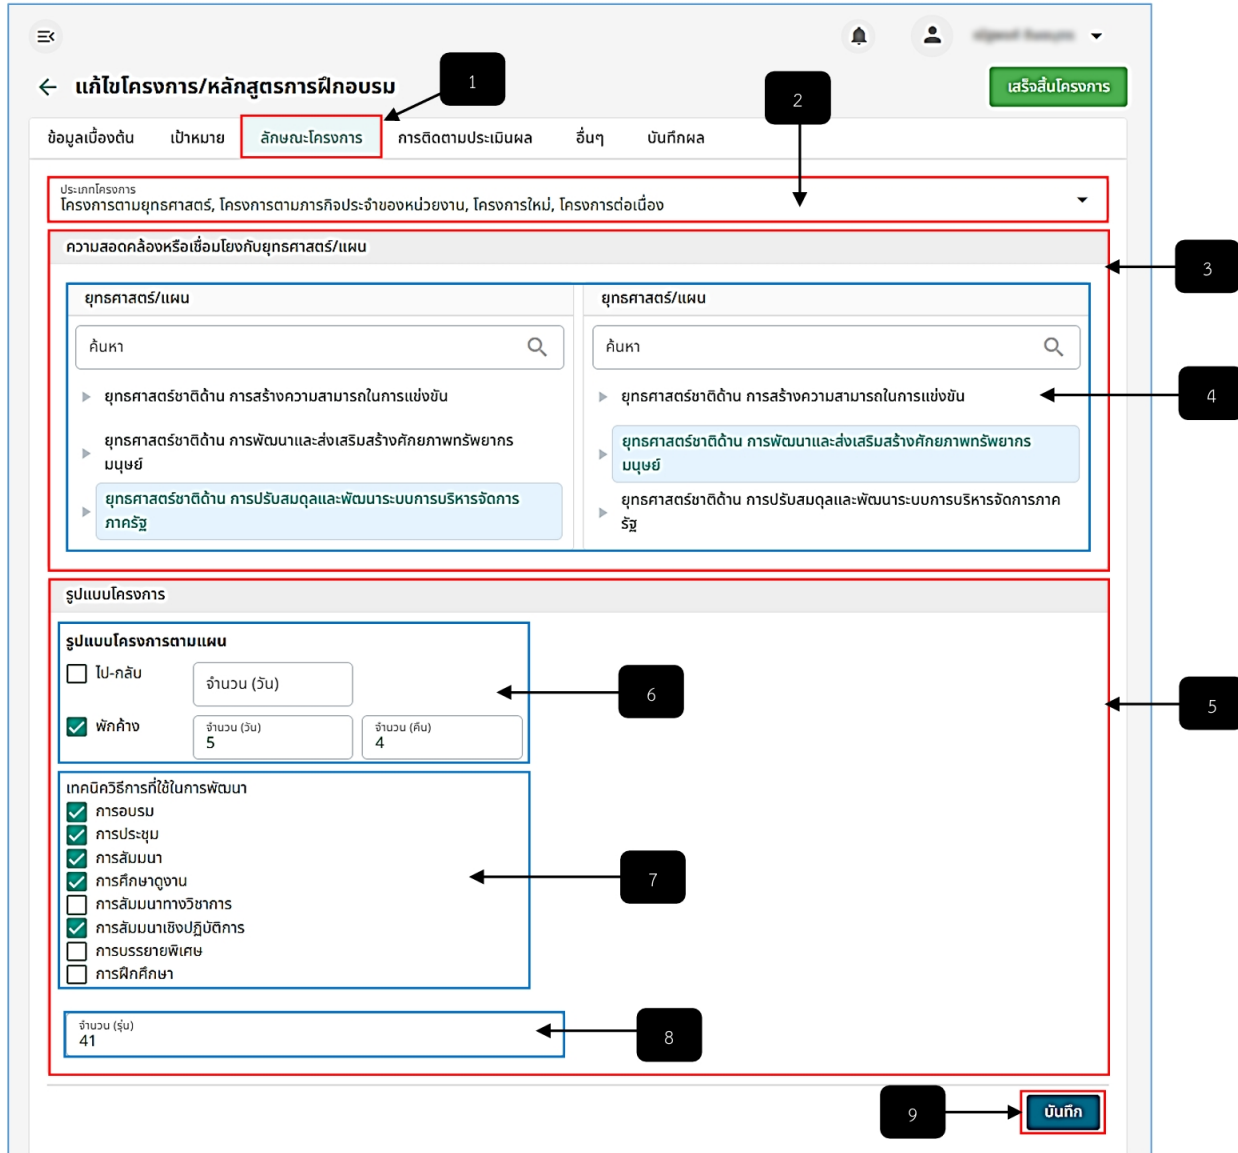 แก้ไขโครงการ/หลักสูตรการฝึกอบรม
1
2
เสร็จสิ้นโครงการ
ข้อมูลเบื้องต้น เป้าหมาย ลักษณะโครงการ การติดตามประเมินผล อื่นๆ บันทึกผล
ประเภทโครงการ
โครงการตามยุทธศาสตร์, โครงการตามภารกิจประจำของหน่วยงาน, โครงการใหม่, โครงการต่อเนื่อง
ความสอดคล้องหรือเชื่อมโยงกับยุทธศาสตร์/แผน
3
ยุทธศาสตร์/แผน
ค้นหา
ยุทธศาสตร์ชาติด้าน การสร้างความสามารถในการแข่งขัน
ยุทธศาสตร์ชาติด้าน การพัฒนาและส่งเสริมสร้างศักยภาพทรัพยากร
มนุษย์
ยุทธศาสตร์ชาติด้าน การปรับสมดุลและพัฒนาระบบการบริหารจัดการ
ภาครัฐ
ยุทธศาสตร์/แผน
ค้นหา
ยุทธศาสตร์ชาติด้าน การสร้างความสามารถในการแข่งขัน
4
ยุทธศาสตร์ชาติด้าน การพัฒนาและส่งเสริมสร้างศักยภาพทรัพยากร
มนุษย์
ยุทธศาสตร์ชาติด้าน การปรับสมดุลและพัฒนาระบบการบริหารจัดการภาค
รัฐ
รูปแบบโครงการ
5
รูปแบบโครงการตามแผน
ไป-กลับ จำนวน (วัน)
6
พักค้าง
จำนวน (วัน)
5
จำนวน (คืน)
4
เทคนิควิธีการที่ใช้ในการพัฒนา
การอบรม
การประชุม
การสัมมนา
การศึกษาดูงาน
7
การสัมมนาทางวิชาการ
การสัมมนาเชิงปฏิบัติการ
การบรรยายพิเศษ
การฝึกศึกษา
จำนวน (รุ่น)
41
8
9
บันทึก